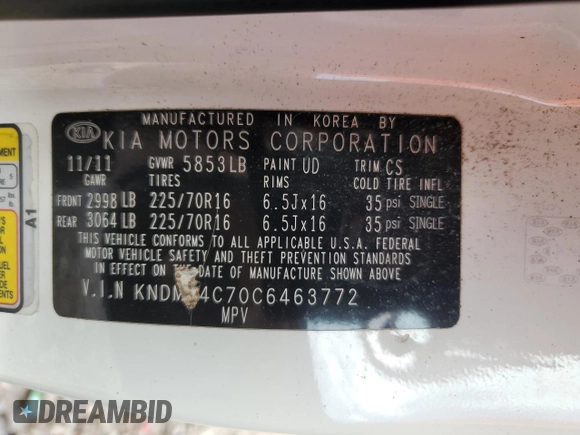 MANUFACTURED IN KOREA BY
KIA KIA MOTORS CORPORATION
11/11 GVWR 5853LB PAINT UD TRIM CS
GAWR TIRES RIMS COLD TIRE INFL
FRONT 2998 LB 225/70R16 6.5Jx16 35 psi SINGLE
REAR 3064 LB 225/70R16 6.5Jx16 35 psi SINGLE
THIS VEHICLE CONFORMS TO ALL APPLICABLE U.S.A. FEDERAL
MOTOR VEHICLE SAFETY AND THEFT PREVENTION STANDARDS
IN EFFECT ON THE DATE OF MANUFACTURE SHOWN ABOVE.
V.I.N 4C70C6463772
MPV
A1
DREAMBID